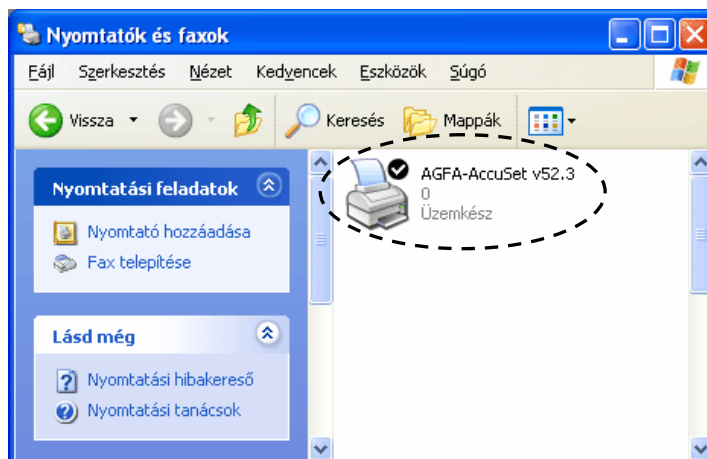 Nyomtatók és faxok
Fájl Szerkesztés Nézet Kedvencek Eszközök Súgó
Vissza Keresés Mappák
Nyomtatási feladatok
Nyomtató hozzáadása
Fax telepítése
Lásd még
Nyomtatási hibakereső
Nyomtatási tanácsok
AGFA-AccuSet v52.3
0
Üzemkész